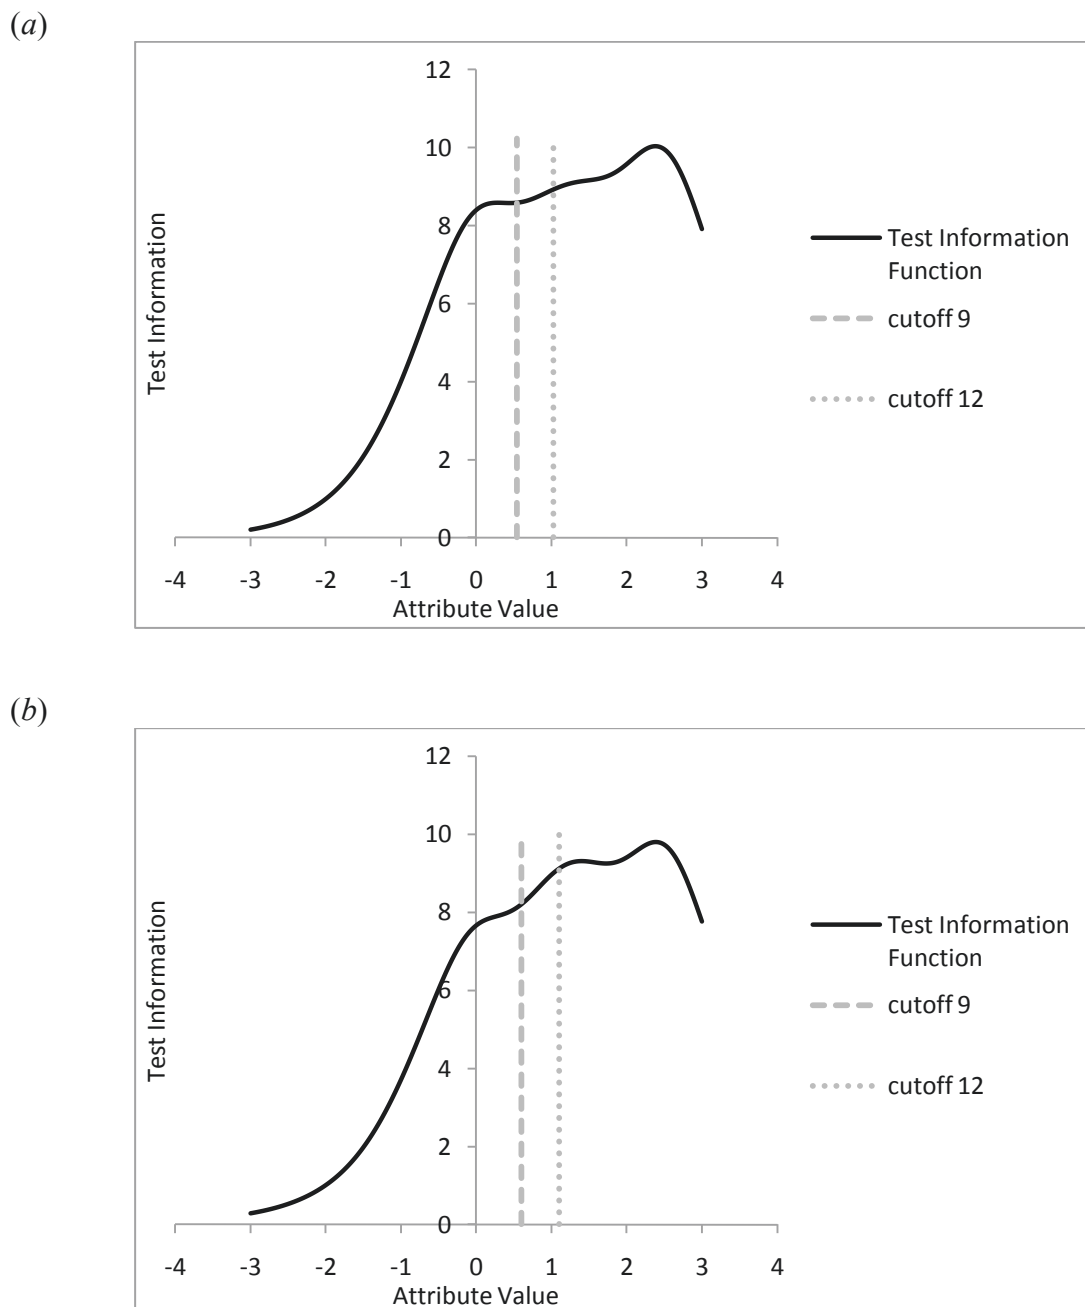 (a)
12
10
8
6
4
2
0
-4 -3 -2 -1 0 1 2 3 4
Test Information
Attribute Value
Test Information
Function
cutoff 9
cutoff 12
(b)
12
10
8
6
4
2
0
-4 -3 -2 -1 0 1 2 3 4
Test Information
Attribute Value
Test Information
Function
cutoff 9
cutoff 12